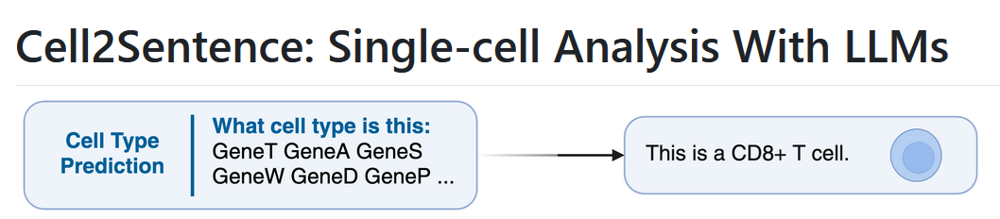 Cell2Sentence: Single-cell Analysis With LLMs
Cell Type
Prediction
What cell type is this:
GeneT GeneA GeneS
GeneW GeneD GeneP ...
This is a CD8+ T cell.